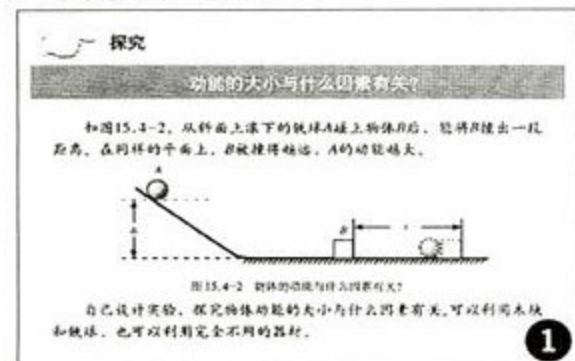 探究
动能的大小与什么因素有关？
如图15.4-2，从斜面上滚下的铁球A碰上物体B后，能将B撞出一段
距离。在同样的平面上，B被撞得越远，A的动能越大。
A
h
B
s
图15.4-2 物体的动能与什么因素有关？
自己设计实验，探究物体动能的大小与什么因素有关，可以利用木块
和铁球，也可以利用完全不同的器材。
1